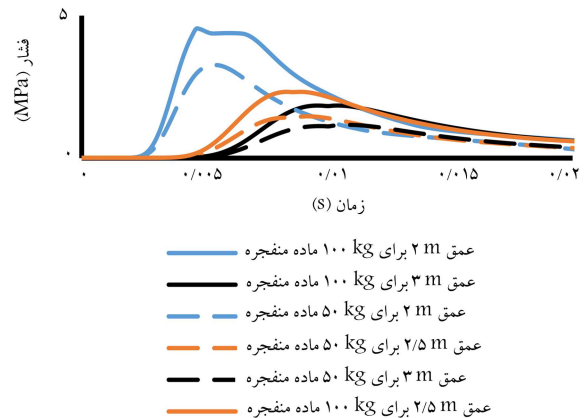 ۵
فشار (MPa)
۰
۰ ۰/۰۰۵ ۰/۰۱ ۰/۰۱۵ ۰/۰۲
زمان (s)
عمق ۲ m برای ۱۰۰ kg ماده منفجره
عمق ۳ m برای ۱۰۰ kg ماده منفجره
عمق ۲ m برای ۵۰ kg ماده منفجره
عمق ۲/۵ m برای ۵۰ kg ماده منفجره
عمق ۳ m برای ۵۰ kg ماده منفجره
عمق ۲/۵ m برای ۱۰۰ kg ماده منفجره